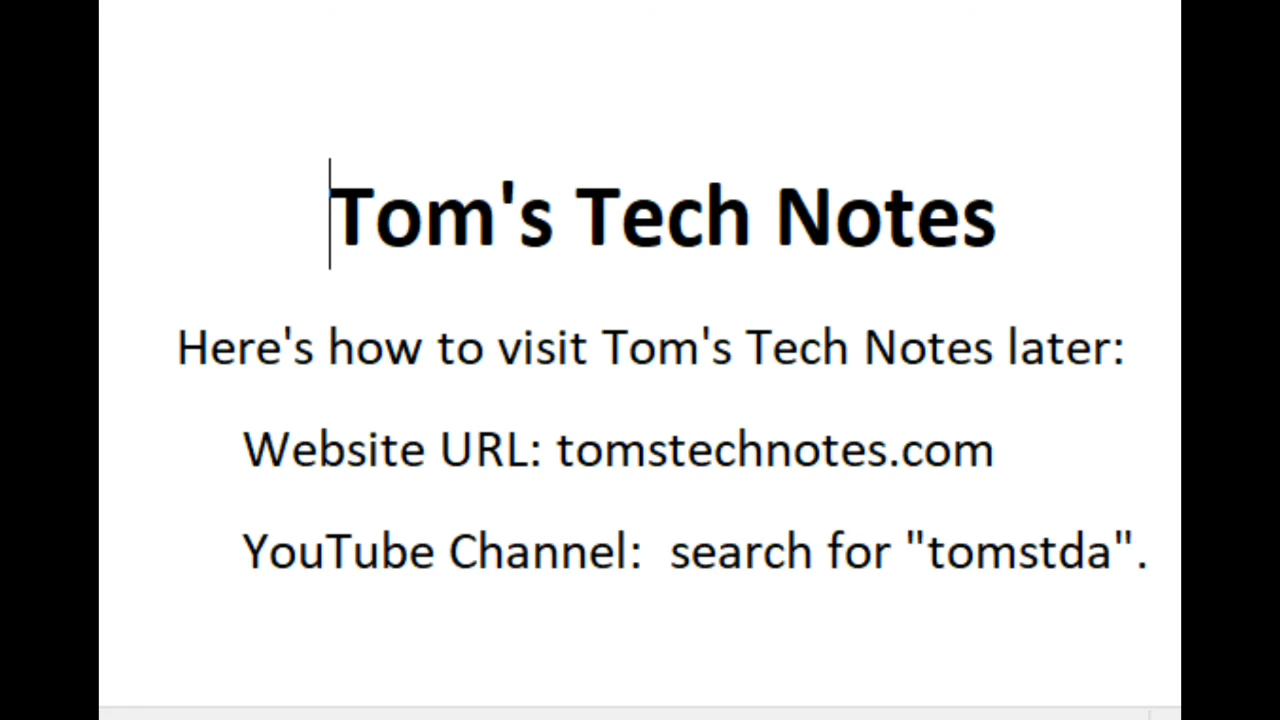 Tom's Tech Notes
Here's how to visit Tom's Tech Notes later:
Website URL: tomstechnotes.com
YouTube Channel:  search for "tomstda".